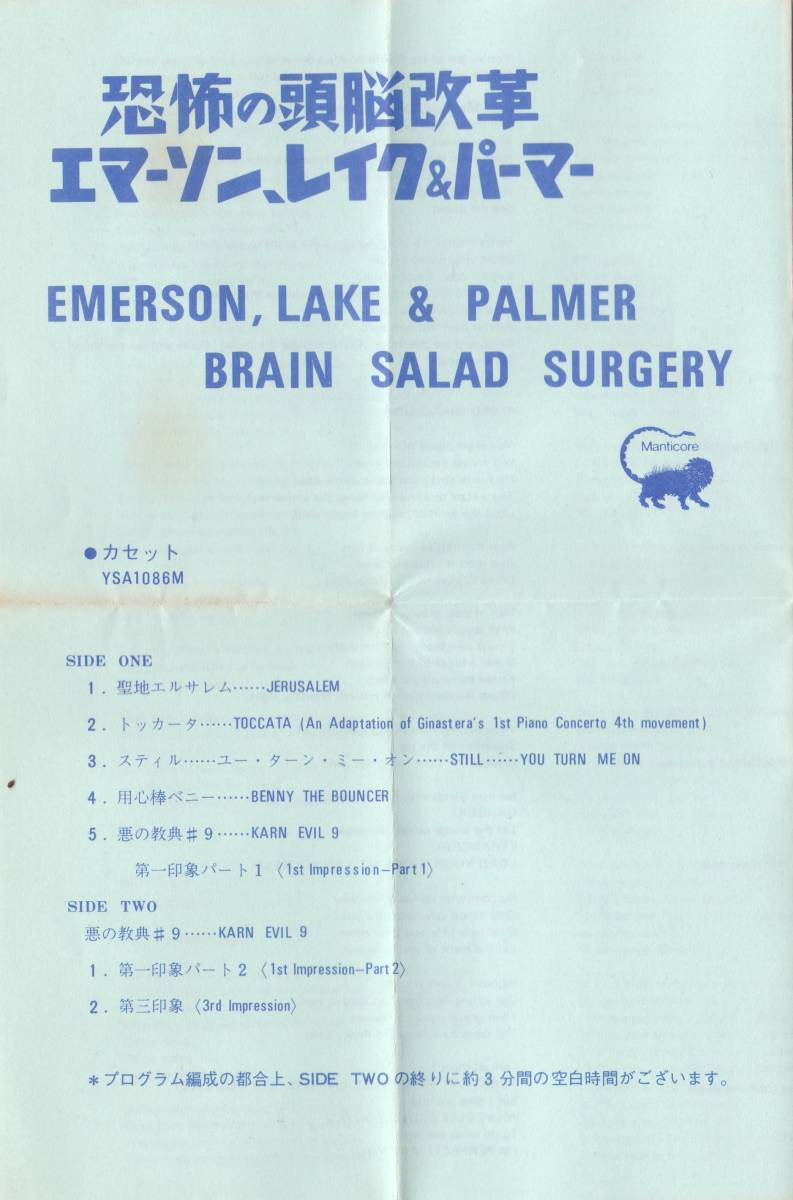 恐怖の頭脳改革
エマーソン、レイク&パーマー
EMERSON, LAKE & PALMER
BRAIN SALAD SURGERY
Manticore
●カセット
YSA1086M
SIDE ONE
1. 聖地エルサレム……JERUSALEM
2. トッカータ……TOCCATA (An Adaptation of Ginastera's 1st Piano Concerto 4th movement)
3. スティル……ユー・ターン・ミー・オン……STILL……YOU TURN ME ON
4. 用心棒ベニー……BENNY THE BOUNCER
5. 悪の教典♯9……KARN EVIL 9
第一印象パート1〈1st Impression–Part1〉
SIDE TWO
悪の教典♯9……KARN EVIL 9
1. 第一印象パート2〈1st Impression–Part2〉
2. 第三印象〈3rd Impression〉
*プログラム編成の都合上、SIDE TWOの終りに約3分間の空白時間がございます。